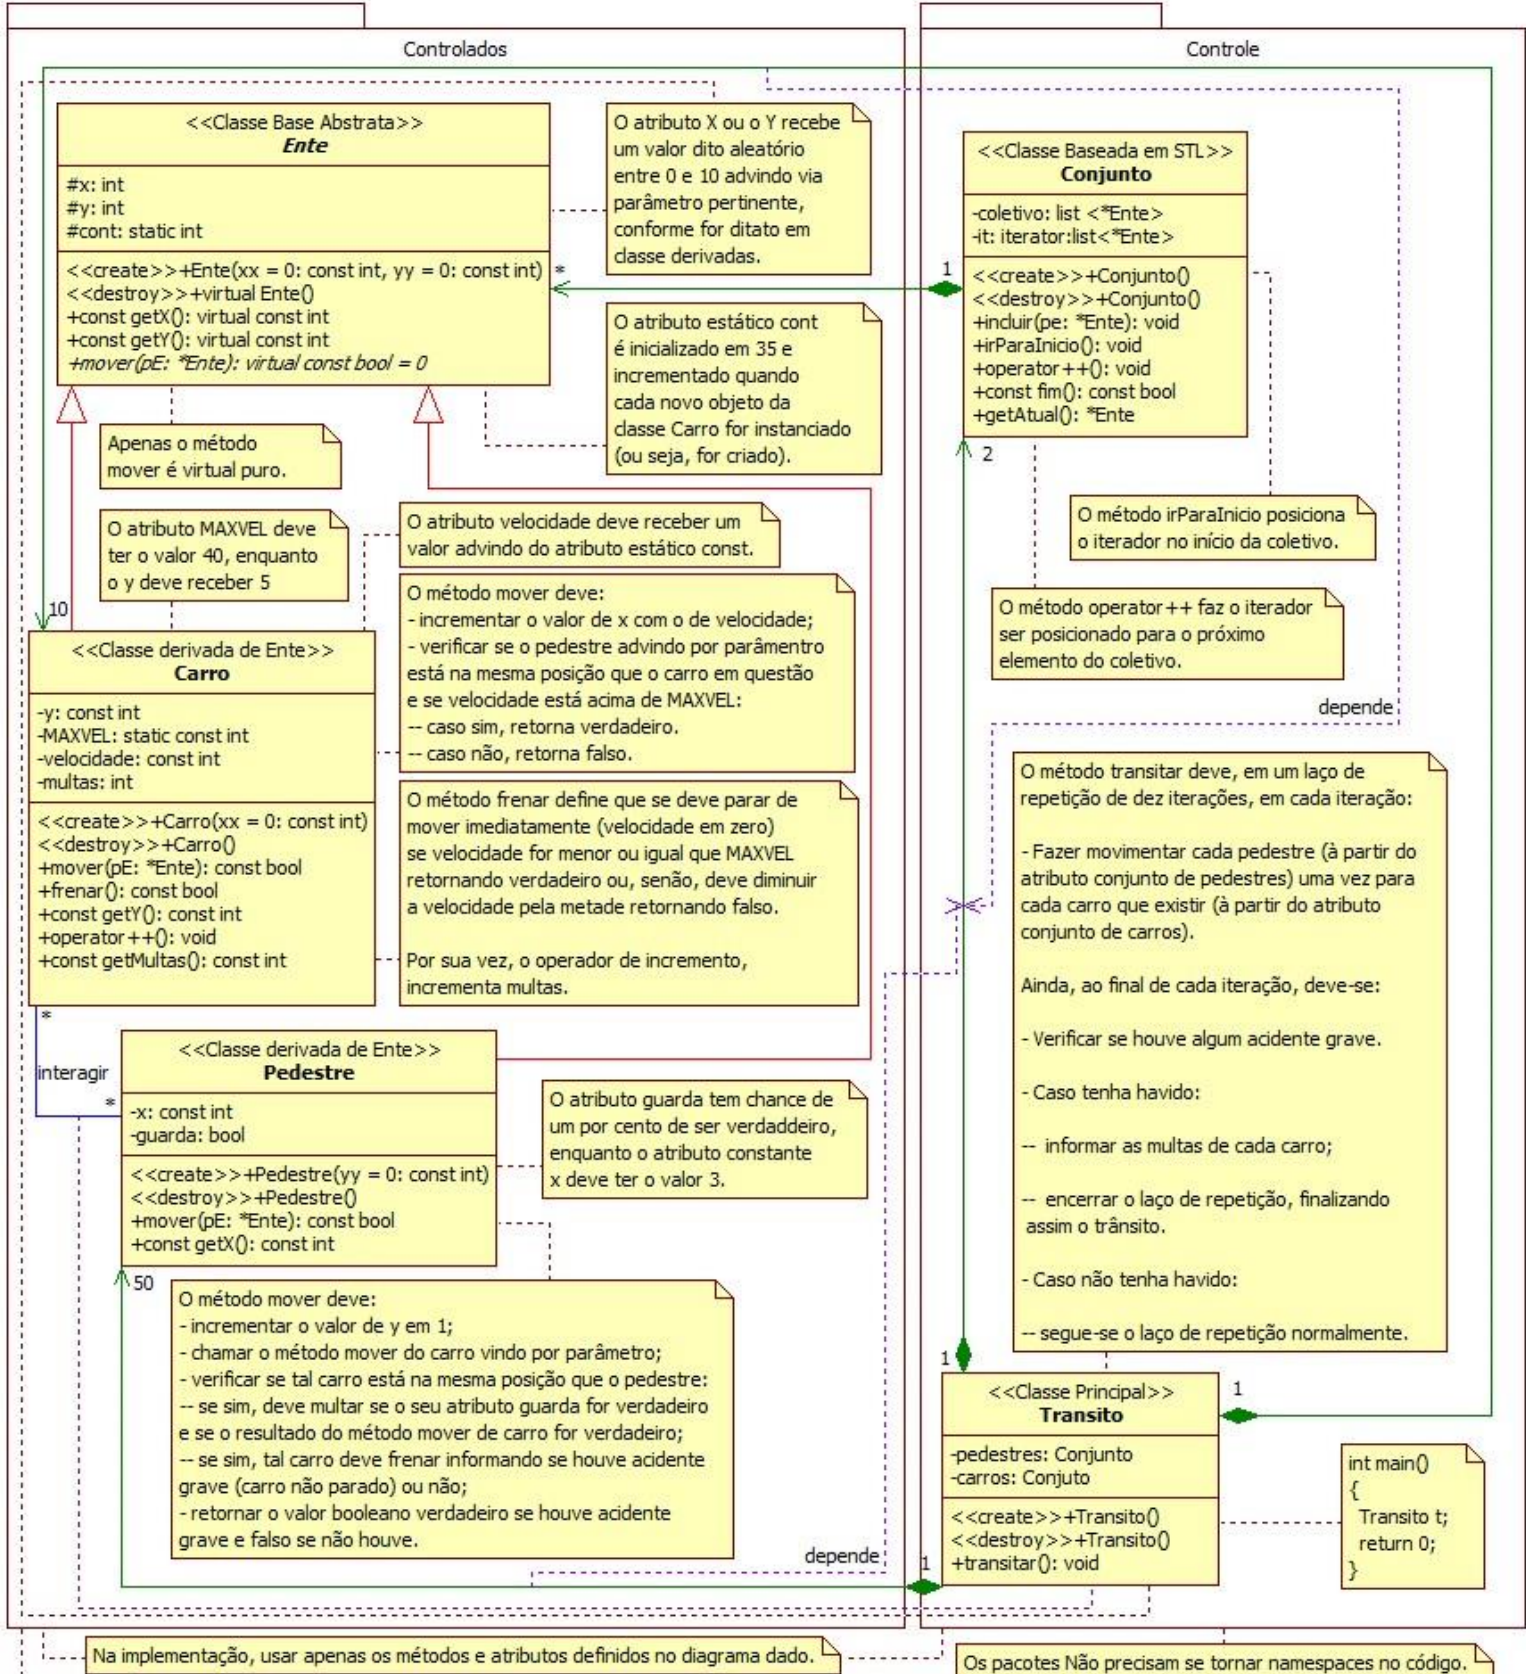 Controlados
<<Classe Base Abstrata>>
Ente
#x: int
#y: int
#cont: static int
<<create>>+Ente(xx = 0: const int, yy = 0: const int)
<<destroy>>+virtual Ente()
+const getX(): virtual const int
+const getY(): virtual const int
+mover(pE: *Ente): virtual const bool = 0
*
O atributo X ou o Y recebe
um valor dito aleatório
entre 0 e 10 advindo via
parâmetro pertinente,
conforme for ditato em
classe derivadas.
O atributo estático cont
é inicializado em 35 e
incrementado quando
cada novo objeto da
classe Carro for instanciado
(ou seja, for criado).
Apenas o método
mover é virtual puro.
O atributo MAXVEL deve
ter o valor 40, enquanto
o y deve receber 5
O atributo velocidade deve receber um
valor advindo do atributo estático const.
O método mover deve:
- incrementar o valor de x com o de velocidade;
- verificar se o pedestre advindo por parâmentro
está na mesma posição que o carro em questão
e se velocidade está acima de MAXVEL:
-- caso sim, retorna verdadeiro.
-- caso não, retorna falso.
10
<<Classe derivada de Ente>>
Carro
-y: const int
-MAXVEL: static const int
-velocidade: const int
-multas: int
<<create>>+Carro(xx = 0: const int)
<<destroy>>+Carro()
+mover(pE: *Ente): const bool
+frenar(): const bool
+const getY(): const int
+operator++(): void
+const getMultas(): const int
O método frenar define que se deve parar de
mover imediatamente (velocidade em zero)
se velocidade for menor ou igual que MAXVEL
retornando verdadeiro ou, senão, deve diminuir
a velocidade pela metade retornando falso.
Por sua vez, o operador de incremento,
incrementa multas.
*
interagir
*
<<Classe derivada de Ente>>
Pedestre
-x: const int
-guarda: bool
<<create>>+Pedestre(yy = 0: const int)
<<destroy>>+Pedestre()
+mover(pE: *Ente): const bool
+const getX(): const int
50
O atributo guarda tem chance de
um por cento de ser verdaddeiro,
enquanto o atributo constante
x deve ter o valor 3.
O método mover deve:
- incrementar o valor de y em 1;
- chamar o método mover do carro vindo por parâmetro;
- verificar se tal carro está na mesma posição que o pedestre:
-- se sim, deve multar se o seu atributo guarda for verdadeiro
e se o resultado do método mover de carro for verdadeiro;
-- se sim, tal carro deve frenar informando se houve acidente
grave (carro não parado) ou não;
- retornar o valor booleano verdadeiro se houve acidente
grave e falso se não houve.
depende
Controle
<<Classe Baseada em STL>>
Conjunto
-coletivo: list <*Ente>
-it: iterator:list<*Ente>
<<create>>+Conjunto()
<<destroy>>+Conjunto()
+incluir(pe: *Ente): void
+irParaInicio(): void
+operator++(): void
+const fim(): const bool
+getAtual(): *Ente
1
2
O método irParaInicio posiciona
o iterador no início da coletivo.
O método operator++ faz o iterador
ser posicionado para o próximo
elemento do coletivo.
depende
O método transitar deve, em um laço de
repetição de dez iterações, em cada iteração:
- Fazer movimentar cada pedestre (à partir do
atributo conjunto de pedestres) uma vez para
cada carro que existir (à partir do atributo
conjunto de carros).
Ainda, ao final de cada iteração, deve-se:
- Verificar se houve algum acidente grave.
- Caso tenha havido:
-- informar as multas de cada carro;
-- encerrar o laço de repetição, finalizando
assim o trânsito.
- Caso não tenha havido:
-- segue-se o laço de repetição normalmente.
1
<<Classe Principal>>
Transito
-pedestres: Conjunto
-carros: Conjuto
<<create>>+Transito()
<<destroy>>+Transito()
+transitar(): void
1
1
int main()
{
Transito t;
return 0;
}
Na implementação, usar apenas os métodos e atributos definidos no diagrama dado.
Os pacotes Não precisam se tornar namespaces no código.